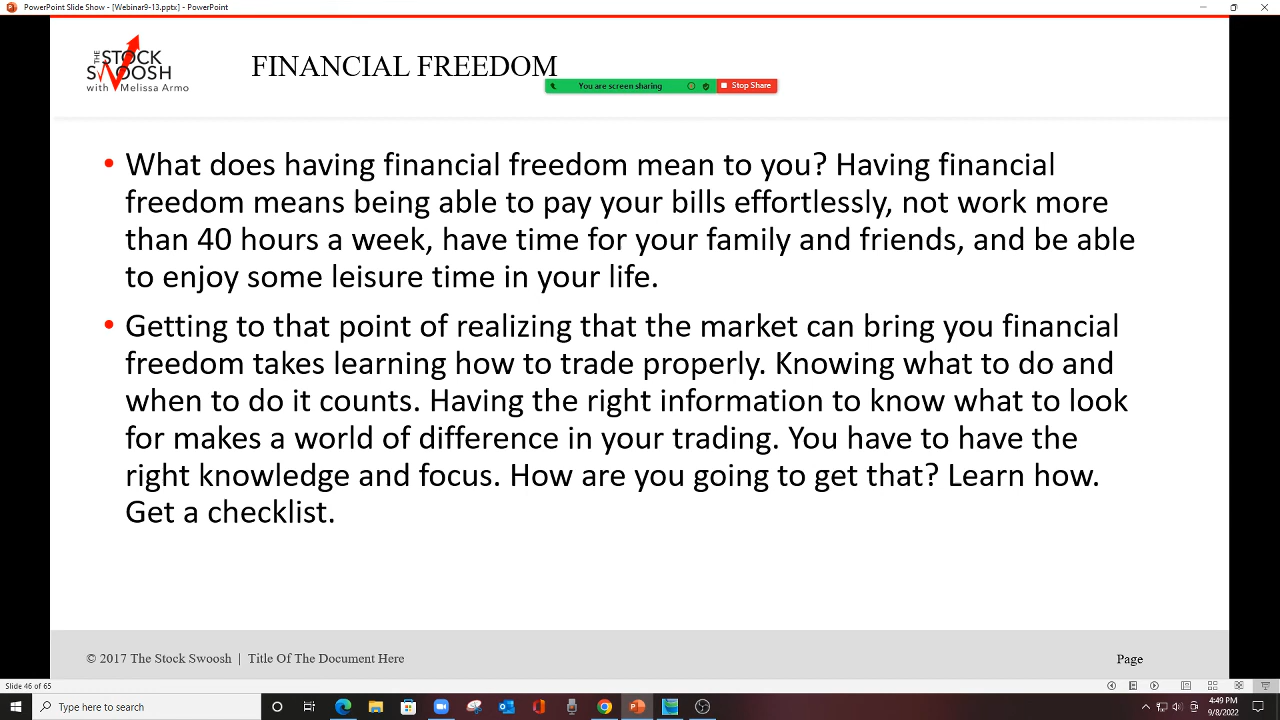 PowerPoint Slide Show - [Webinar9-13.pptx] - PowerPoint
THE
STOCK
SWOOSH
with Melissa Armo
FINANCIAL FREEDOM
You are screen sharing
Stop Share
• What does having financial freedom mean to you? Having financial
freedom means being able to pay your bills effortlessly, not work more
than 40 hours a week, have time for your family and friends, and be able
to enjoy some leisure time in your life.
• Getting to that point of realizing that the market can bring you financial
freedom takes learning how to trade properly. Knowing what to do and
when to do it counts. Having the right information to know what to look
for makes a world of difference in your trading. You have to have the
right knowledge and focus. How are you going to get that? Learn how.
Get a checklist.
© 2017 The Stock Swoosh | Title Of The Document Here
Page
Slide 46 of 65
Type here to search
4:49 PM
9/8/2022